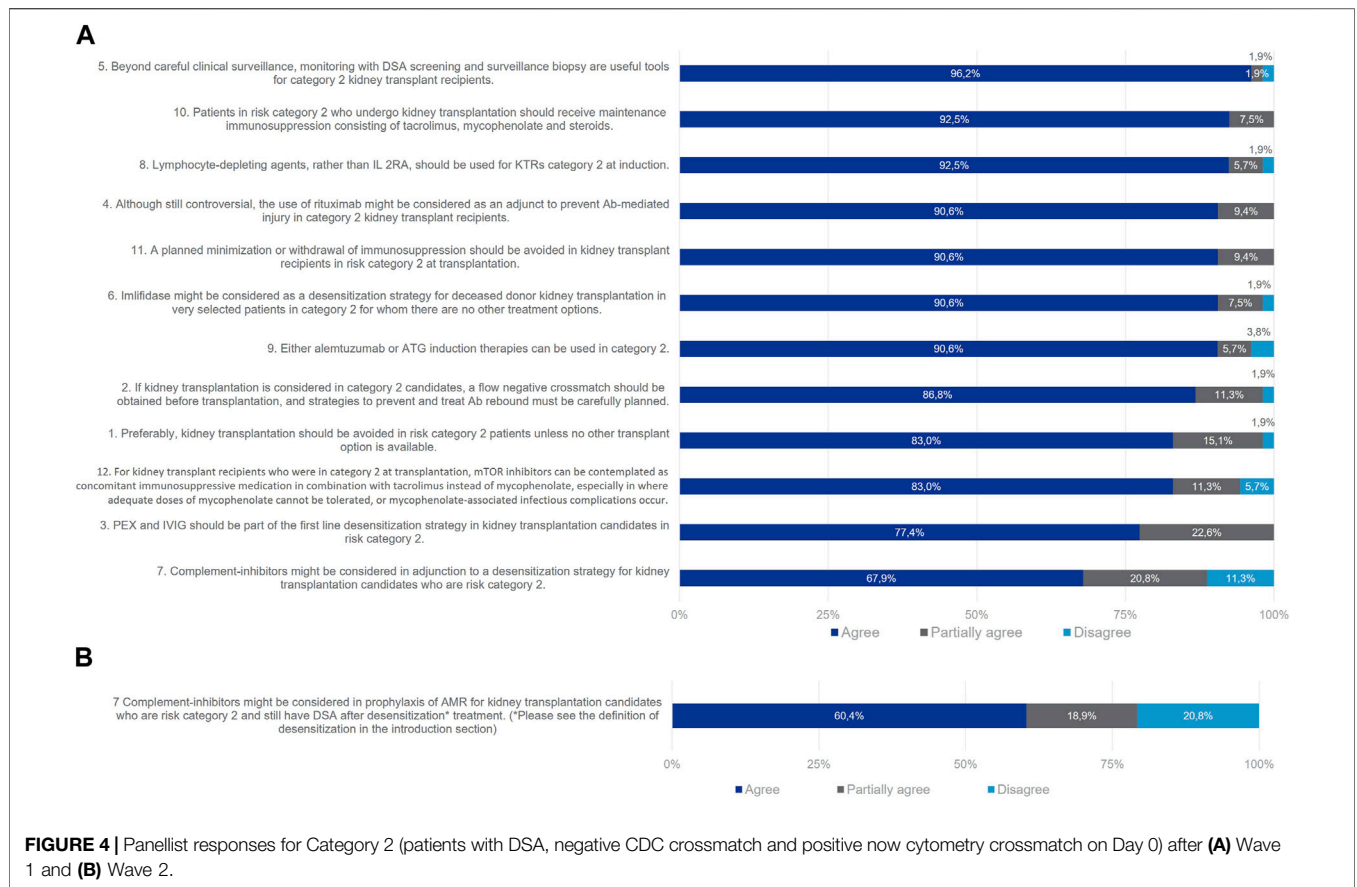 A
5. Beyond careful clinical surveillance, monitoring with DSA screening and surveillance biopsy are useful tools
for category 2 kidney transplant recipients.
1,9%
96,2%
1,9%
10. Patients in risk category 2 who undergo kidney transplantation should receive maintenance
immunosuppression consisting of tacrolimus, mycophenolate and steroids.
92,5%
7,5%
8. Lymphocyte-depleting agents, rather than IL 2RA, should be used for KTRs category 2 at induction.
1,9%
92,5%
5,7%
4. Although still controversial, the use of rituximab might be considered as an adjunct to prevent Ab-mediated
injury in category 2 kidney transplant recipients.
90,6%
9,4%
11. A planned minimization or withdrawal of immunosuppression should be avoided in kidney transplant
recipients in risk category 2 at transplantation.
90,6%
9,4%
6. Imlifidase might be considered as a desensitization strategy for deceased donor kidney transplantation in
very selected patients in category 2 for whom there are no other treatment options.
1,9%
90,6%
7,5%
9. Either alemtuzumab or ATG induction therapies can be used in category 2.
3,8%
90,6%
5,7%
2. If kidney transplantation is considered in category 2 candidates, a flow negative crossmatch should be
obtained before transplantation, and strategies to prevent and treat Ab rebound must be carefully planned.
1,9%
86,8%
11,3%
1. Preferably, kidney transplantation should be avoided in risk category 2 patients unless no other transplant
option is available.
1,9%
83,0%
15,1%
12. For kidney transplant recipients who were in category 2 at transplantation, mTOR inhibitors can be contemplated as
concomitant immunosuppressive medication in combination with tacrolimus instead of mycophenolate, especially in where
adequate doses of mycophenolate cannot be tolerated, or mycophenolate-associated infectious complications occur.
83,0%
11,3%
5,7%
3. PEX and IVIG should be part of the first line desensitization strategy in kidney transplantation candidates in
risk category 2.
77,4%
22,6%
7. Complement-inhibitors might be considered in adjunction to a desensitization strategy for kidney
transplantation candidates who are risk category 2.
67,9%
20,8%
11,3%
0% 25% 50% 75% 100%
Agree Partially agree Disagree
B
7 Complement-inhibitors might be considered in prophylaxis of AMR for kidney transplantation candidates
who are risk category 2 and still have DSA after desensitization* treatment. (*Please see the definition of
desensitization in the introduction section)
60,4%
18,9%
20,8%
0% 25% 50% 75% 100%
Agree Partially agree Disagree
FIGURE 4 | Panellist responses for Category 2 (patients with DSA, negative CDC crossmatch and positive now cytometry crossmatch on Day 0) after (A) Wave
1 and (B) Wave 2.